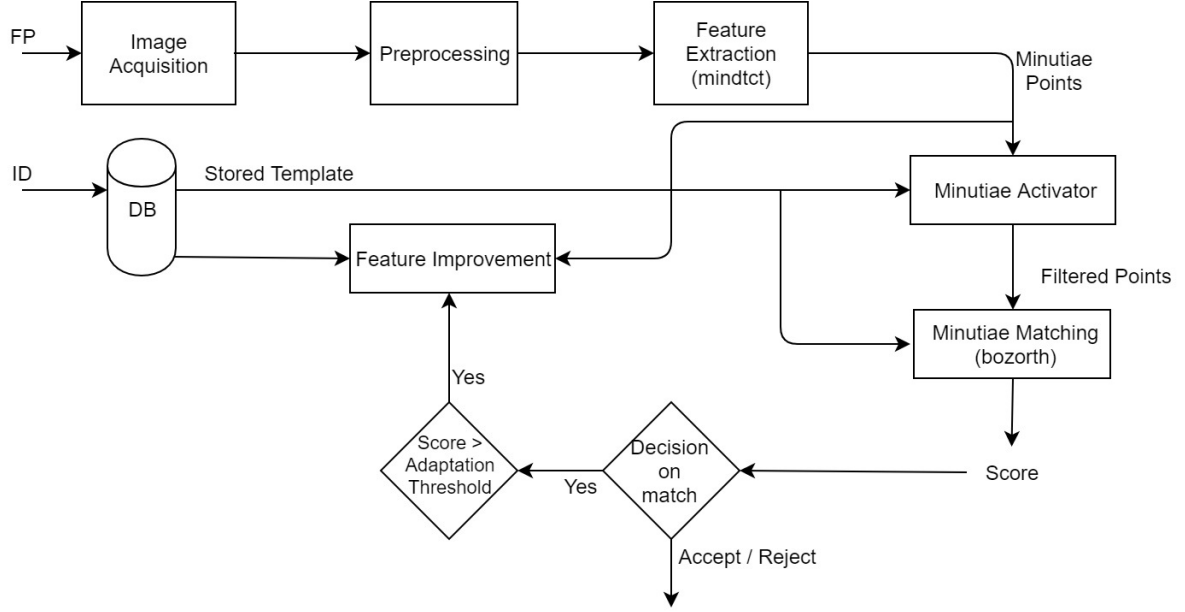 FP
Image
Acquisition
Preprocessing
Feature
Extraction
(mindtct)
Minutiae
Points
ID
DB
Stored Template
Minutiae Activator
Feature Improvement
Filtered Points
Minutiae Matching
(bozorth)
Yes
Score >
Adaptation
Threshold
Yes
Decision
on
match
Score
Accept / Reject